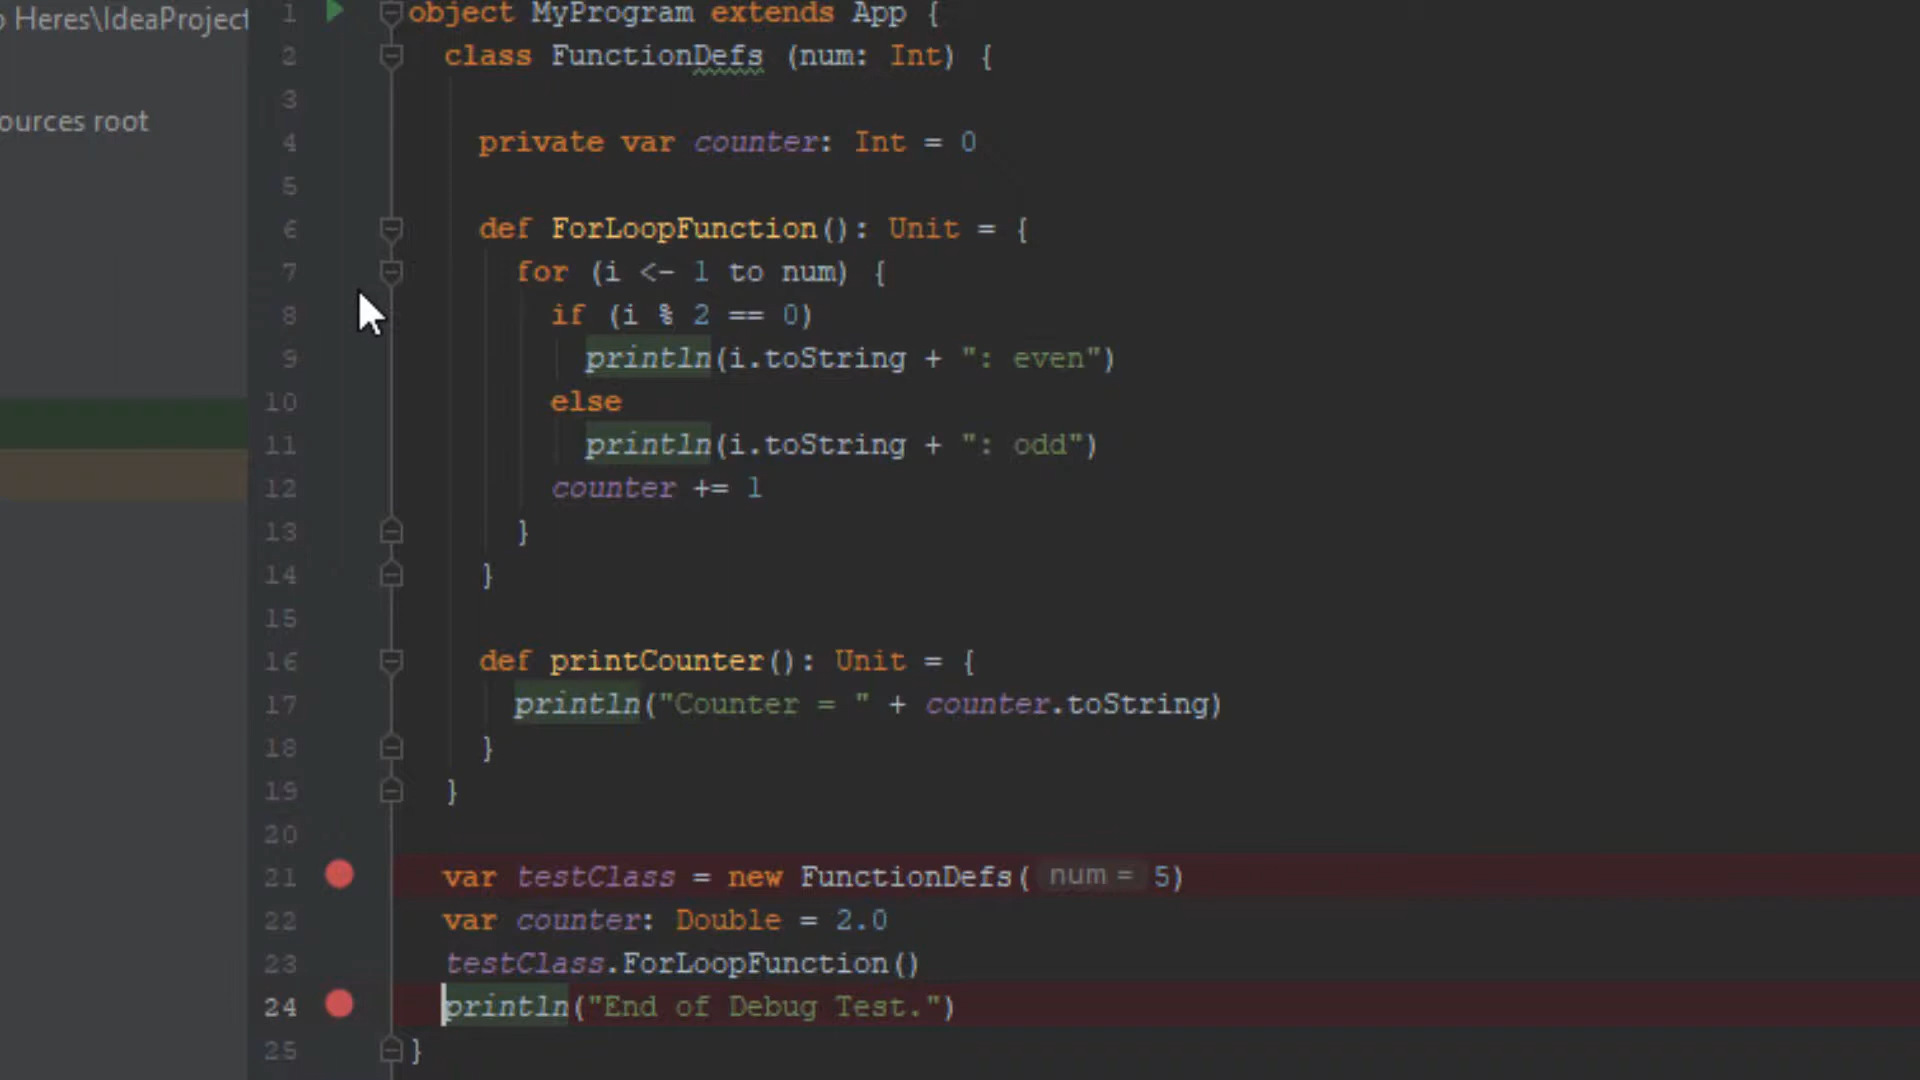 o Heres\IdeaProject
ources root
1 object MyProgram extends App {
2 class FunctionDefs (num: Int) {
3
4 private var counter: Int = 0
5
6 def ForLoopFunction(): Unit = {
7 for (i <- 1 to num) {
8 if (i % 2 == 0)
9 println(i.toString + ": even")
10 else
11 println(i.toString + ": odd")
12 counter += 1
13 }
14 }
15
16 def printCounter(): Unit = {
17 println("Counter = " + counter.toString)
18 }
19 }
20
21 var testClass = new FunctionDefs( num = 5)
22 var counter: Double = 2.0
23 testClass.ForLoopFunction()
24 println("End of Debug Test.")
25 }